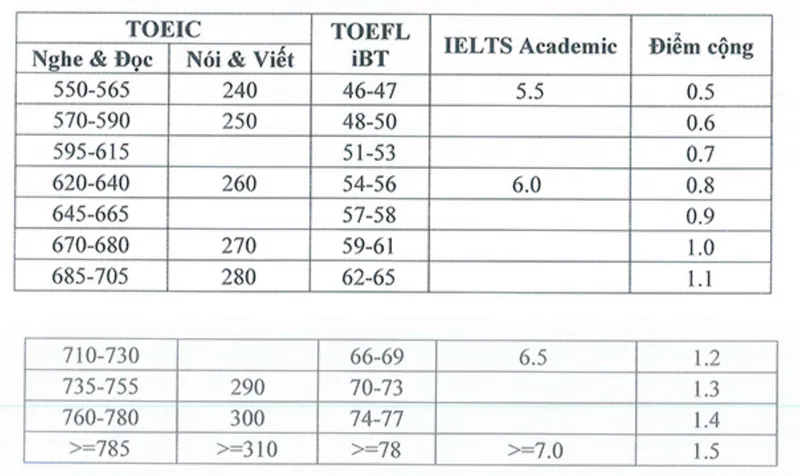 TOEIC TOEFL iBT IELTS Academic Điểm cộng
Nghe & Đọc Nói & Viết
550-565 240 46-47 5.5 0.5
570-590 250 48-50 0.6
595-615 51-53 0.7
620-640 260 54-56 6.0 0.8
645-665 57-58 0.9
670-680 270 59-61 1.0
685-705 280 62-65 1.1
710-730 66-69 6.5 1.2
735-755 290 70-73 1.3
760-780 300 74-77 1.4
>=785 >=310 >=78 >=7.0 1.5